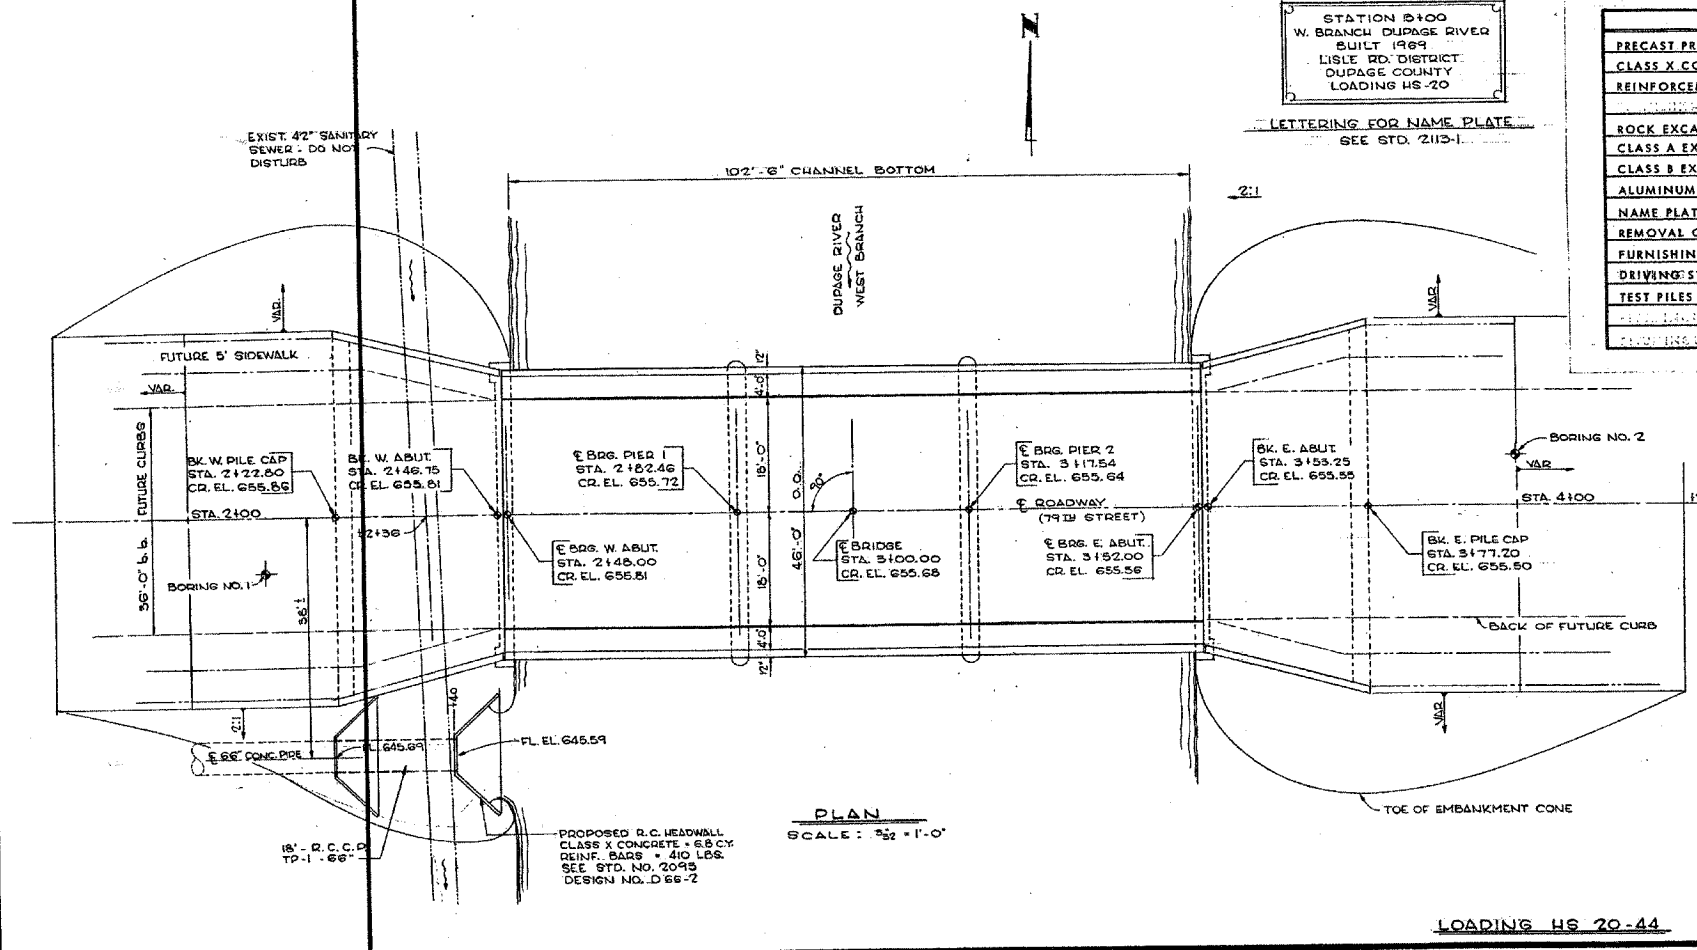 N
STATION 3+00
W. BRANCH DUPAGE RIVER
BUILT 1969
LISLE RD. DISTRICT
DUPAGE COUNTY
LOADING HS-20
LETTERING FOR NAME PLATE
SEE STD. 2113-1
PRECAST PR
CLASS X CO
REINFORCEM
ROCK EXCA
CLASS A EX
CLASS B EX
ALUMINUM
NAME PLAT
REMOVAL O
FURNISHIN
DRIVING S
TEST PILES
EXIST. 42" SANITARY
SEWER - DO NOT
DISTURB
102'-6" CHANNEL BOTTOM
2:1
DUPAGE RIVER
WEST BRANCH
VAR.
VAR.
FUTURE 5' SIDEWALK
VAR.
36'-0" b. b. FUTURE CURBS
12"
4'-0"
18'-0"
46'-0" O.O.
18'-0"
4'-0"
12"
90°
BK. W. PILE CAP
STA. 2+22.80
CR. EL. 655.86
BK. W. ABUT.
STA. 2+46.75
CR. EL. 655.81
℄ BRG. PIER 1
STA. 2+82.46
CR. EL. 655.72
℄ BRG. PIER 2
STA. 3+17.54
CR. EL. 655.64
BK. E. ABUT.
STA. 3+53.25
CR. EL. 655.55
BORING NO. 2
VAR.
STA. 2+00
+2+36
℄ ROADWAY
(79TH STREET)
STA. 4+00
℄ BRG. W. ABUT.
STA. 2+48.00
CR. EL. 655.81
℄ BRIDGE
STA. 3+00.00
CR. EL. 655.68
℄ BRG. E. ABUT.
STA. 3+52.00
CR. EL. 655.56
BK. E. PILE CAP
STA. 3+77.20
CR. EL. 655.50
BORING NO. 1
38'±
BACK OF FUTURE CURB
2:1
+40
VAR.
℄ 66" CONC. PIPE
FL. 645.69
FL. EL. 645.59
TOE OF EMBANKMENT CONE
PLAN
SCALE: 3/32" = 1'-0"
18' - R.C.C.P.
TP-1 - 66"
PROPOSED R.C. HEADWALL
CLASS X CONCRETE = 6.8 C.Y.
REINF. BARS = 410 LBS.
SEE STD. NO. 2095
DESIGN NO. D 66-2
LOADING HS 20-44